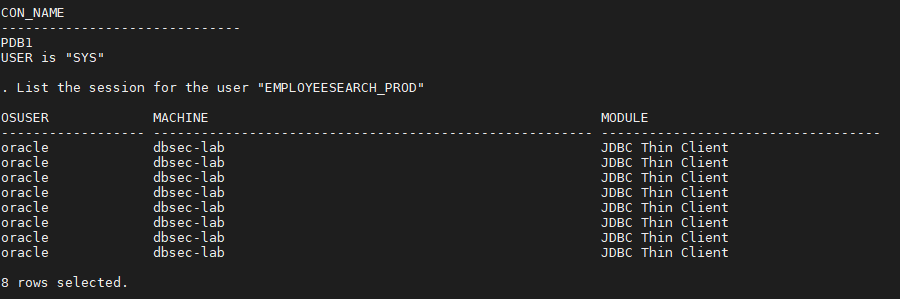 CON_NAME
------------------------------
PDB1
USER is "SYS"
. List the session for the user "EMPLOYEESEARCH_PROD"
OSUSER             MACHINE                                                 MODULE
------------------ ------------------------------------------------------- -----------------------------------
oracle             dbsec-lab                                               JDBC Thin Client
oracle             dbsec-lab                                               JDBC Thin Client
oracle             dbsec-lab                                               JDBC Thin Client
oracle             dbsec-lab                                               JDBC Thin Client
oracle             dbsec-lab                                               JDBC Thin Client
oracle             dbsec-lab                                               JDBC Thin Client
oracle             dbsec-lab                                               JDBC Thin Client
oracle             dbsec-lab                                               JDBC Thin Client
8 rows selected.